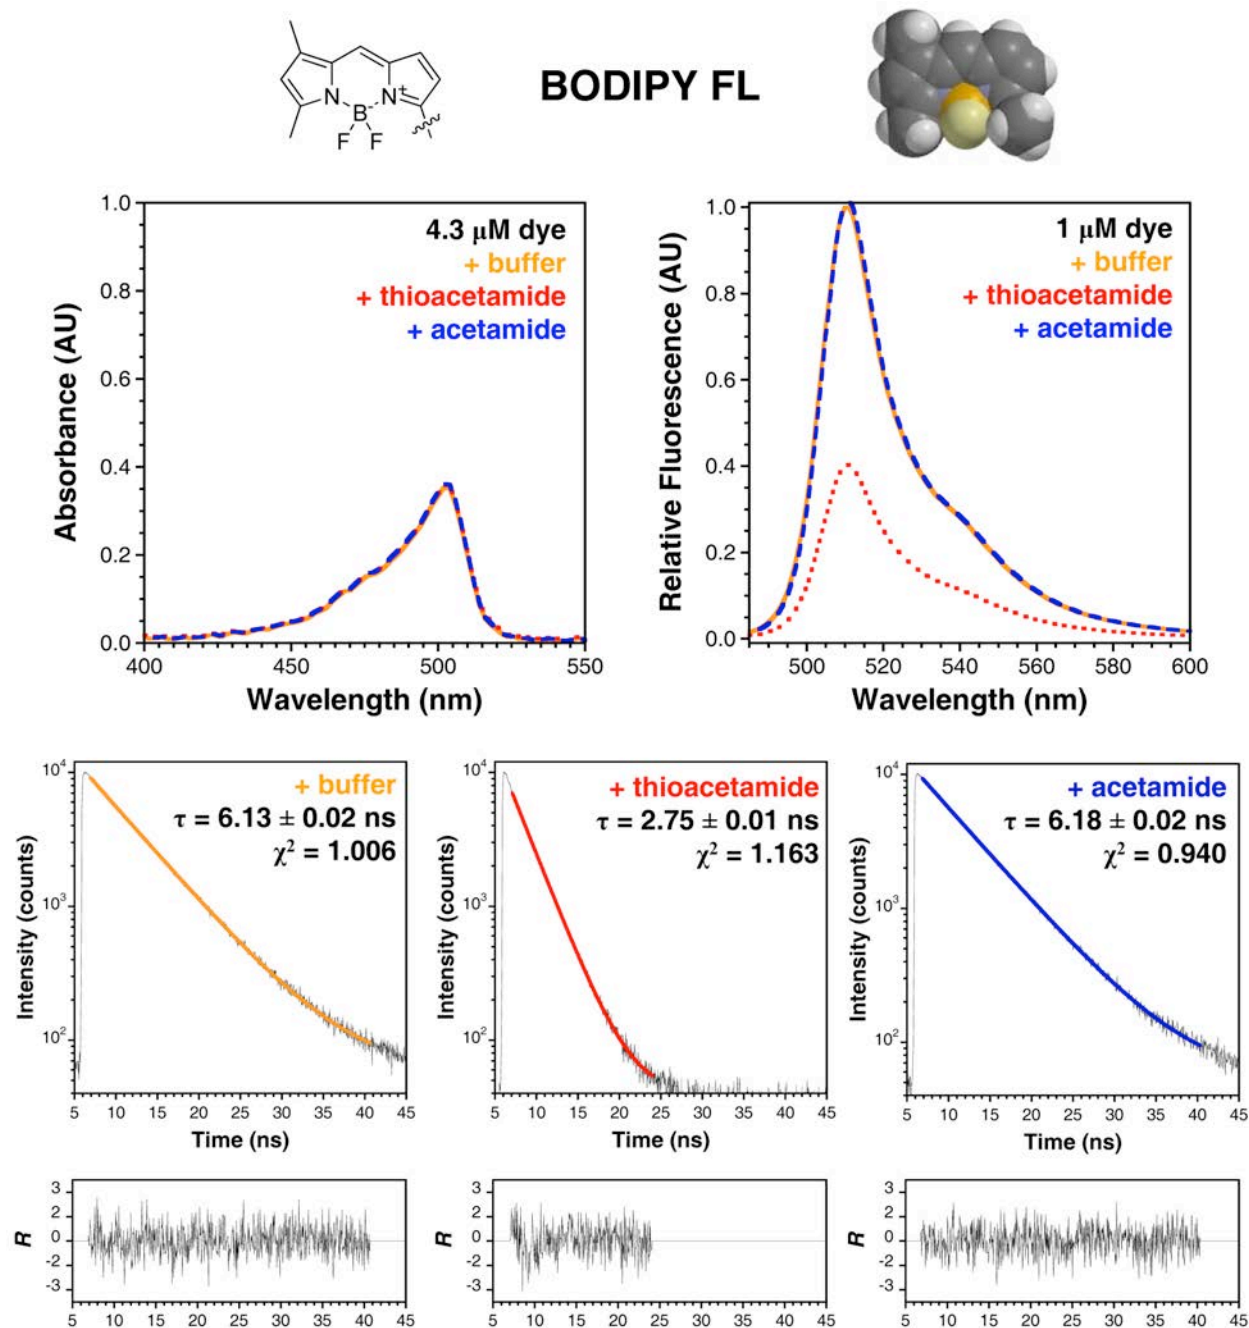 BODIPY FL
N
N+
B-
F F
1.0
0.8
0.6
0.4
0.2
0.0
Absorbance (AU)
4.3 μM dye
+ buffer
+ thioacetamide
+ acetamide
400 450 500 550
Wavelength (nm)
1.0
0.8
0.6
0.4
0.2
0.0
Relative Fluorescence (AU)
1 μM dye
+ buffer
+ thioacetamide
+ acetamide
500 520 540 560 580 600
Wavelength (nm)
10⁴
10³
10²
Intensity (counts)
+ buffer
τ = 6.13 ± 0.02 ns
χ² = 1.006
5 10 15 20 25 30 35 40 45
Time (ns)
10⁴
10³
10²
Intensity (counts)
+ thioacetamide
τ = 2.75 ± 0.01 ns
χ² = 1.163
5 10 15 20 25 30 35 40 45
Time (ns)
10⁴
10³
10²
Intensity (counts)
+ acetamide
τ = 6.18 ± 0.02 ns
χ² = 0.940
5 10 15 20 25 30 35 40 45
Time (ns)
3
2
0
-2
-3
R
5 10 15 20 25 30 35 40 45
3
2
0
-2
-3
R
5 10 15 20 25 30 35 40 45
3
2
0
-2
-3
R
5 10 15 20 25 30 35 40 45